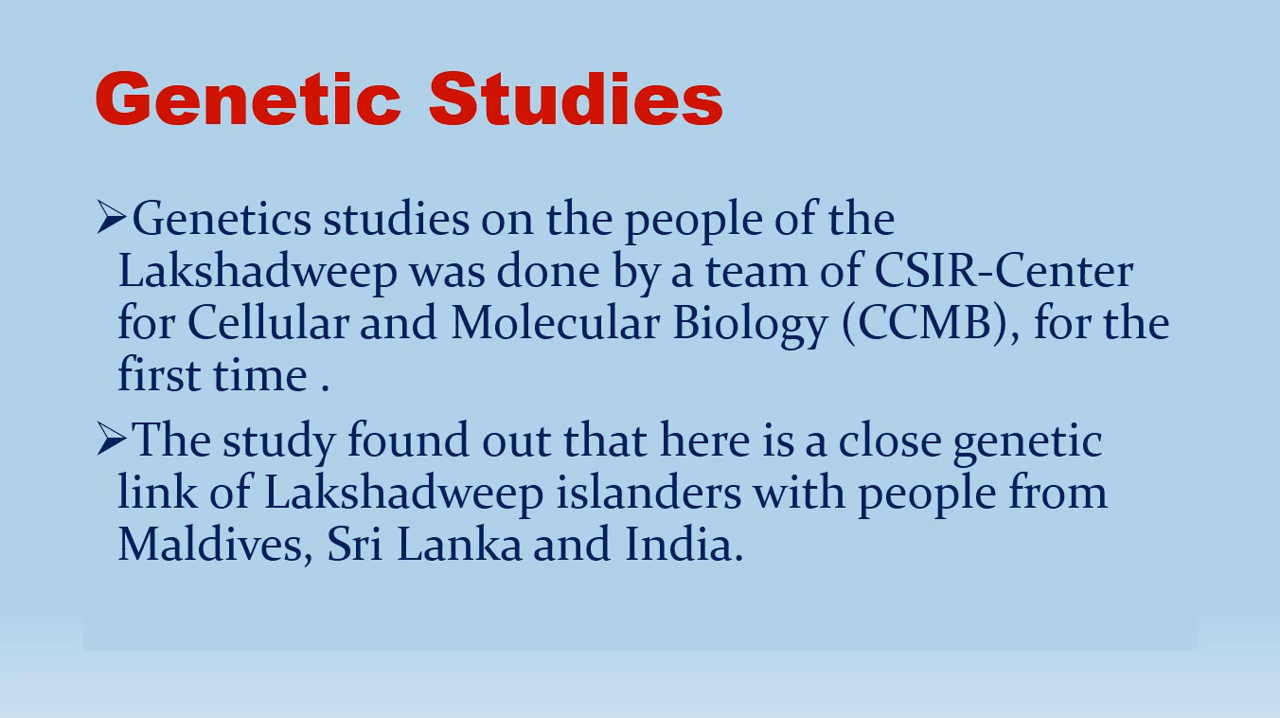 Genetic Studies
➢Genetics studies on the people of the
Lakshadweep was done by a team of CSIR-Center
for Cellular and Molecular Biology (CCMB), for the
first time .
➢The study found out that here is a close genetic
link of Lakshadweep islanders with people from
Maldives, Sri Lanka and India.